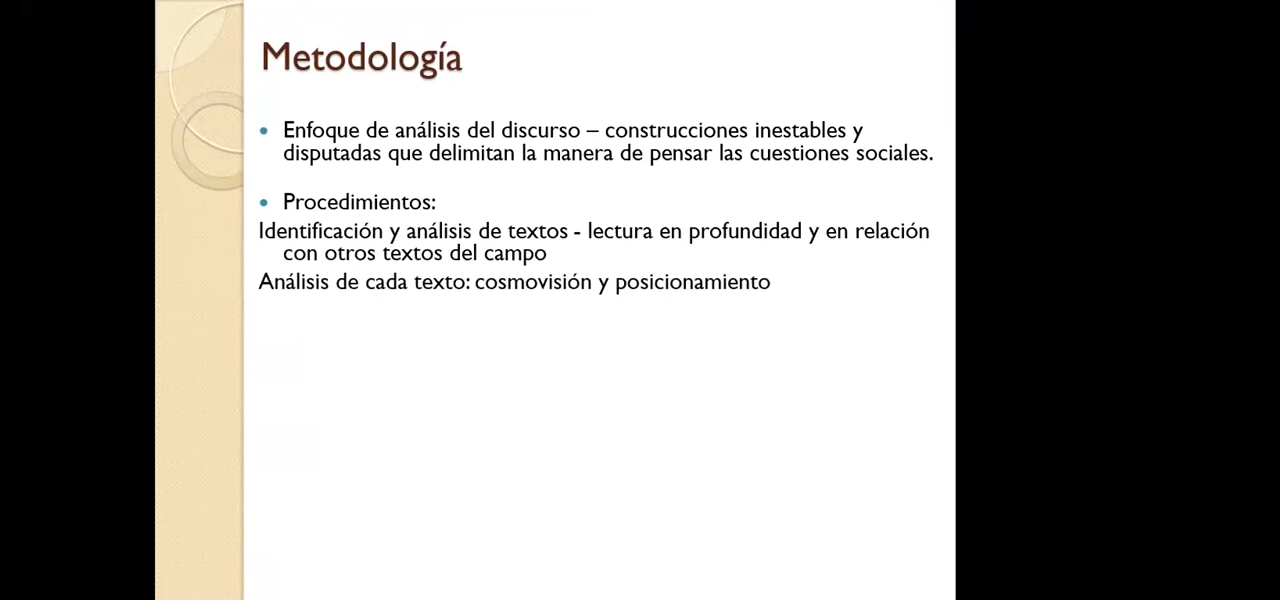 Metodología
Enfoque de análisis del discurso – construcciones inestables y
disputadas que delimitan la manera de pensar las cuestiones sociales.
Procedimientos:
Identificación y análisis de textos - lectura en profundidad y en relación
con otros textos del campo
Análisis de cada texto: cosmovisión y posicionamiento